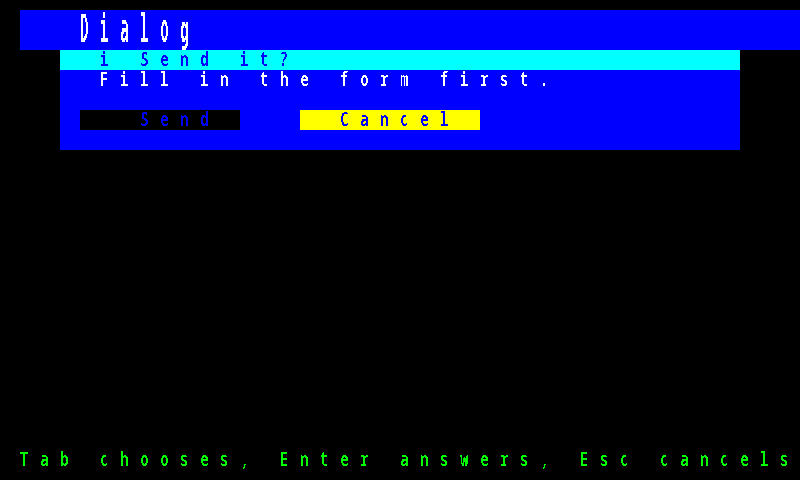 Dialog
i Send it?
Fill in the form first.
Send Cancel
Tab chooses, Enter answers, Esc cancels